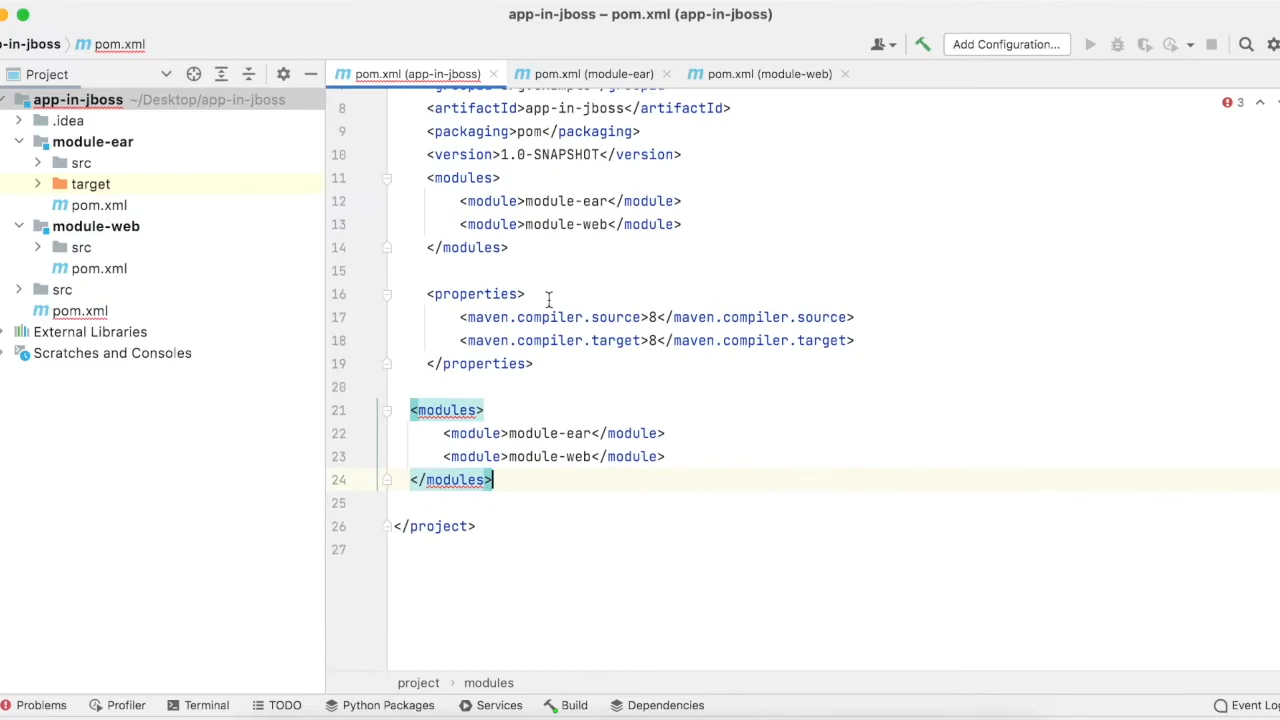 app-in-jboss – pom.xml (app-in-jboss)
-in-jboss
pom.xml
Add Configuration...
Project
pom.xml (app-in-jboss)
pom.xml (module-ear)
pom.xml (module-web)
app-in-jboss ~/Desktop/app-in-jboss
.idea
module-ear
src
target
pom.xml
module-web
src
pom.xml
src
pom.xml
External Libraries
Scratches and Consoles
3
8 <artifactId>app-in-jboss</artifactId>
9 <packaging>pom</packaging>
10 <version>1.0-SNAPSHOT</version>
11 <modules>
12 <module>module-ear</module>
13 <module>module-web</module>
14 </modules>
15
16 <properties>
17 <maven.compiler.source>8</maven.compiler.source>
18 <maven.compiler.target>8</maven.compiler.target>
19 </properties>
20
21 <modules>
22 <module>module-ear</module>
23 <module>module-web</module>
24 </modules>
25
26 </project>
27
project > modules
Problems
Profiler
Terminal
TODO
Python Packages
Services
Build
Dependencies
Event Log